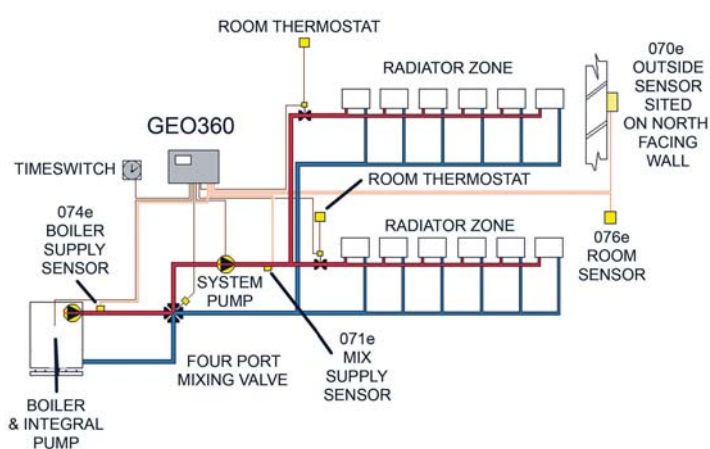 ROOM THERMOSTAT
RADIATOR ZONE
070e
OUTSIDE
SENSOR
SITED
ON NORTH
FACING
WALL
GEO360
TIMESWITCH
ROOM THERMOSTAT
074e
BOILER
SUPPLY
SENSOR
RADIATOR ZONE
076e
ROOM
SENSOR
SYSTEM
PUMP
071e
MIX
SUPPLY
SENSOR
FOUR PORT
MIXING VALVE
BOILER
& INTEGRAL
PUMP